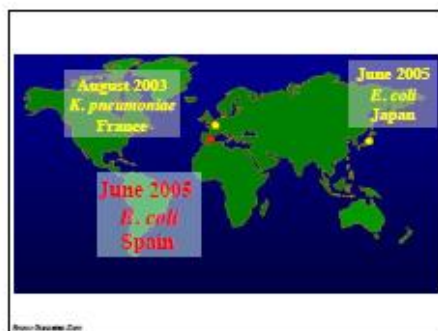 August 2003
K. pneumoniae
France
June 2005
E. coli
Japan
June 2005
E. coli
Spain